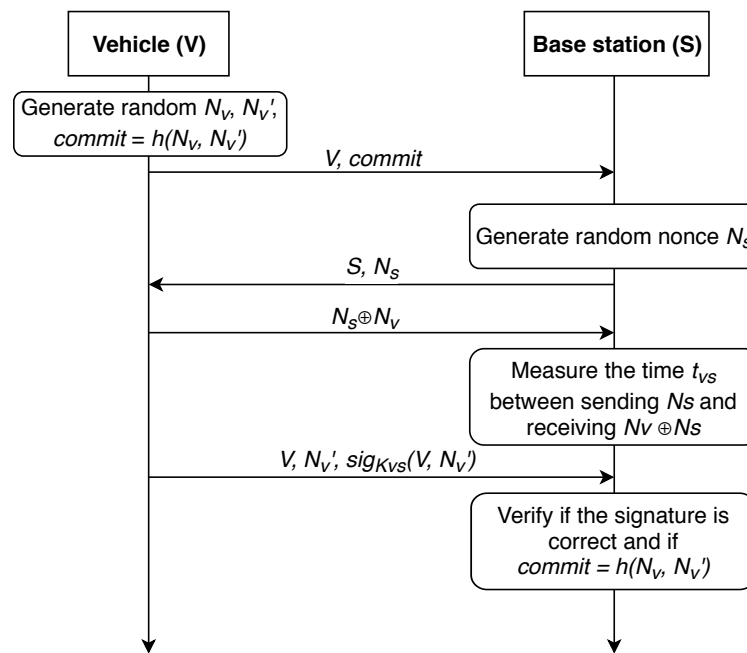 Vehicle (V)
Base station (S)
Generate random Nᵥ, Nᵥ',
commit = h(Nᵥ, Nᵥ')
V, commit
Generate random nonce Nₛ
S, Nₛ
Nₛ⊕Nᵥ
Measure the time tᵥₛ
between sending Ns and
receiving Nv ⊕Ns
V, Nᵥ', sig_Kvs(V, Nᵥ')
Verify if the signature is
correct and if
commit = h(Nᵥ, Nᵥ')